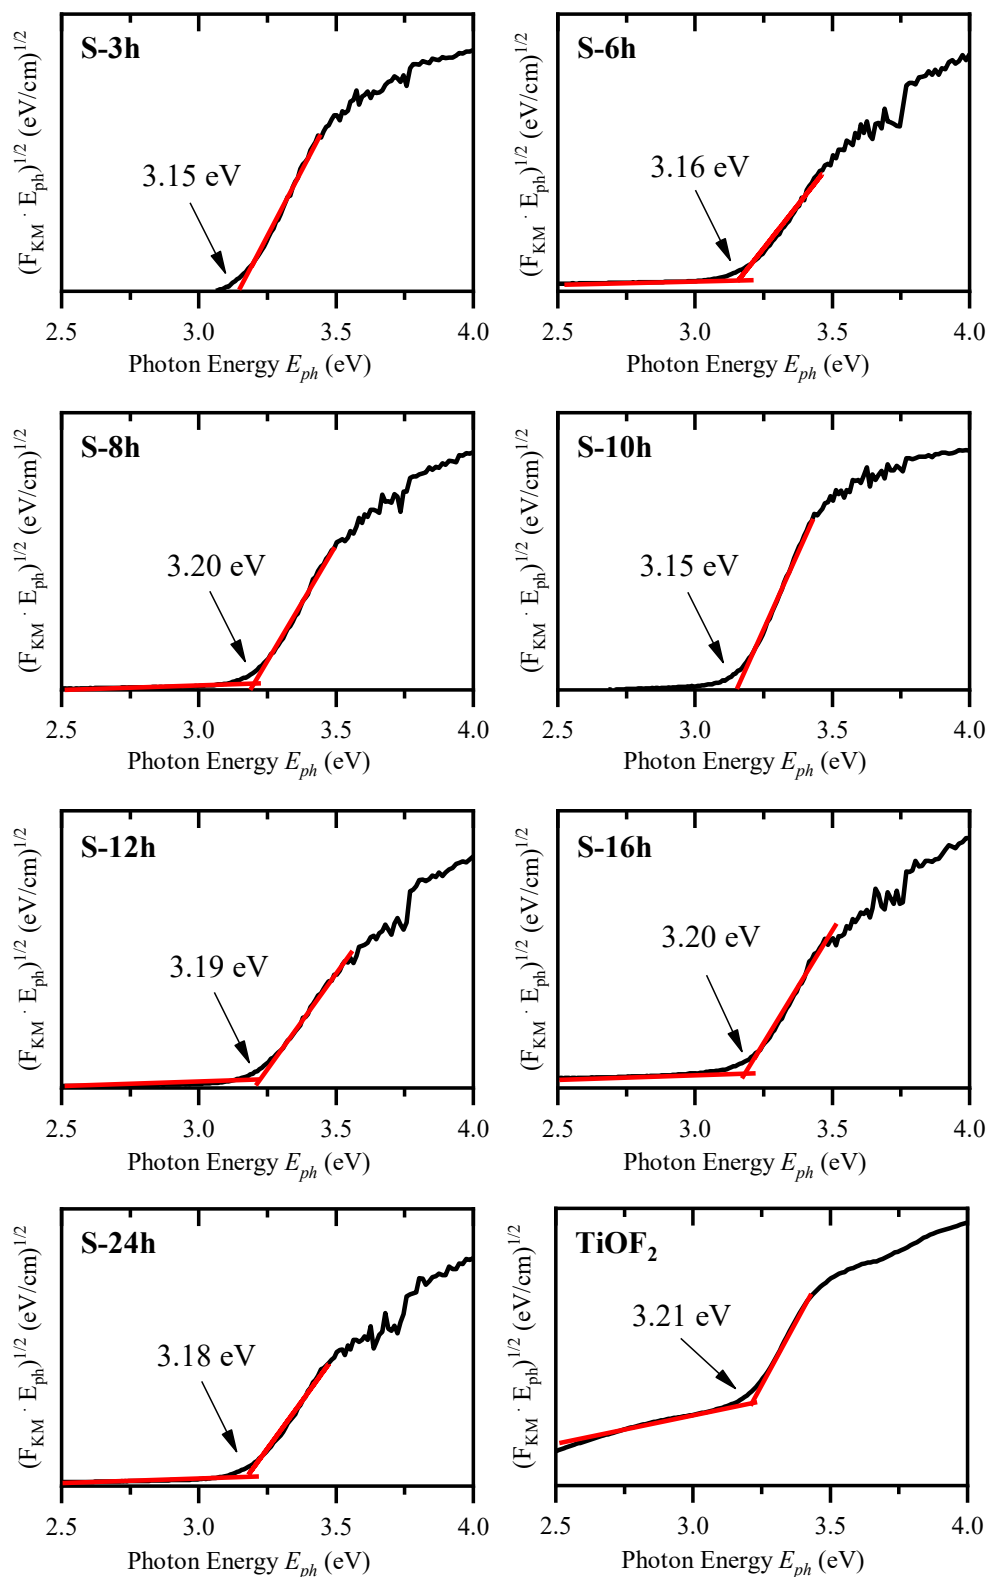 S-3h
3.15 eV
(F_KM · E_ph)^1/2 (eV/cm)^1/2
2.5 3.0 3.5 4.0
Photon Energy E_ph (eV)
S-6h
3.16 eV
(F_KM · E_ph)^1/2 (eV/cm)^1/2
2.5 3.0 3.5 4.0
Photon Energy E_ph (eV)
S-8h
3.20 eV
(F_KM · E_ph)^1/2 (eV/cm)^1/2
2.5 3.0 3.5 4.0
Photon Energy E_ph (eV)
S-10h
3.15 eV
(F_KM · E_ph)^1/2 (eV/cm)^1/2
2.5 3.0 3.5 4.0
Photon Energy E_ph (eV)
S-12h
3.19 eV
(F_KM · E_ph)^1/2 (eV/cm)^1/2
2.5 3.0 3.5 4.0
Photon Energy E_ph (eV)
S-16h
3.20 eV
(F_KM · E_ph)^1/2 (eV/cm)^1/2
2.5 3.0 3.5 4.0
Photon Energy E_ph (eV)
S-24h
3.18 eV
(F_KM · E_ph)^1/2 (eV/cm)^1/2
2.5 3.0 3.5 4.0
Photon Energy E_ph (eV)
TiOF₂
3.21 eV
(F_KM · E_ph)^1/2 (eV/cm)^1/2
2.5 3.0 3.5 4.0
Photon Energy E_ph (eV)